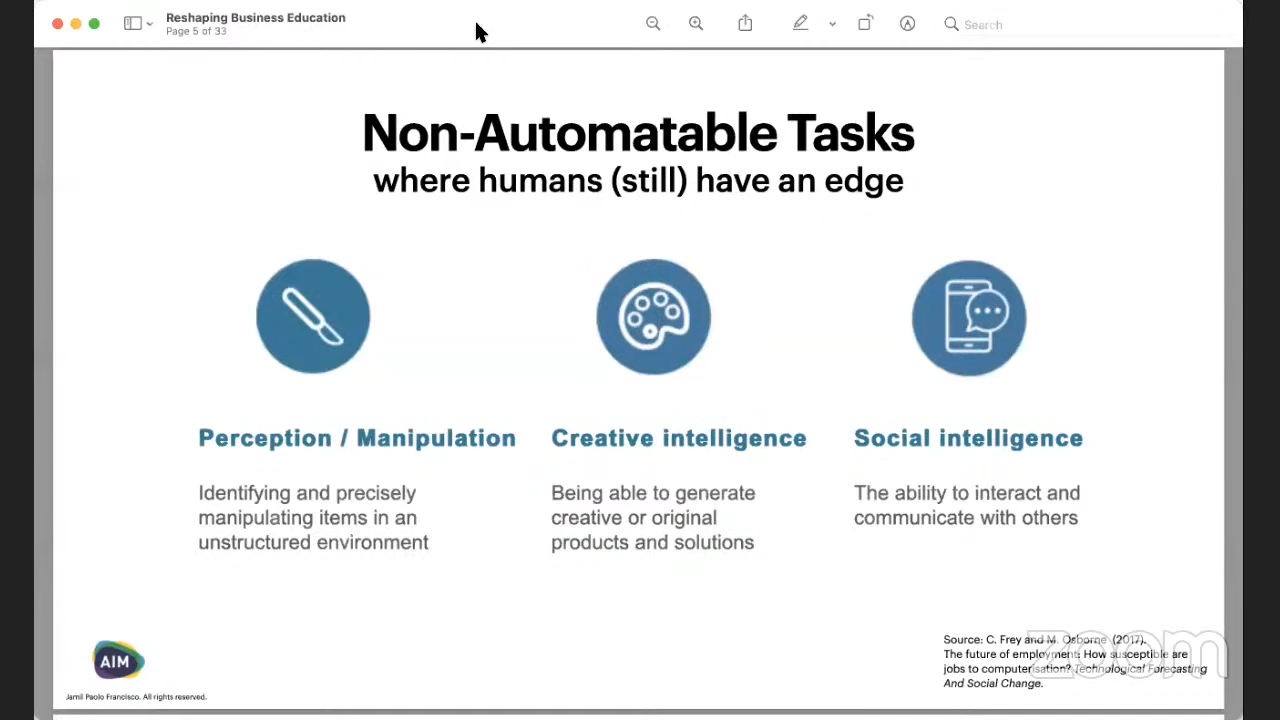 Reshaping Business Education
Page 5 of 33
Search
Non-Automatable Tasks
where humans (still) have an edge
Perception / Manipulation
Identifying and precisely
manipulating items in an
unstructured environment
Creative intelligence
Being able to generate
creative or original
products and solutions
Social intelligence
The ability to interact and
communicate with others
AIM
Jamil Paolo Francisco. All rights reserved.
Source: C. Frey and M. Osborne (2017).
The future of employment: How susceptible are
jobs to computerisation? Technological Forecasting
And Social Change.
zoom